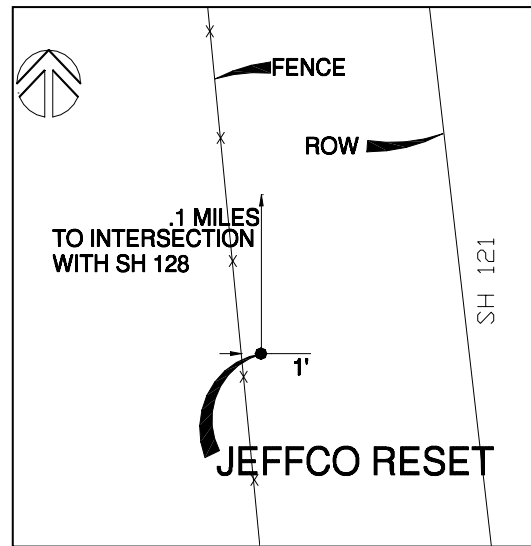 FENCE
ROW
.1 MILES
TO INTERSECTION
WITH SH 128
SH 121
1'
JEFFCO RESET